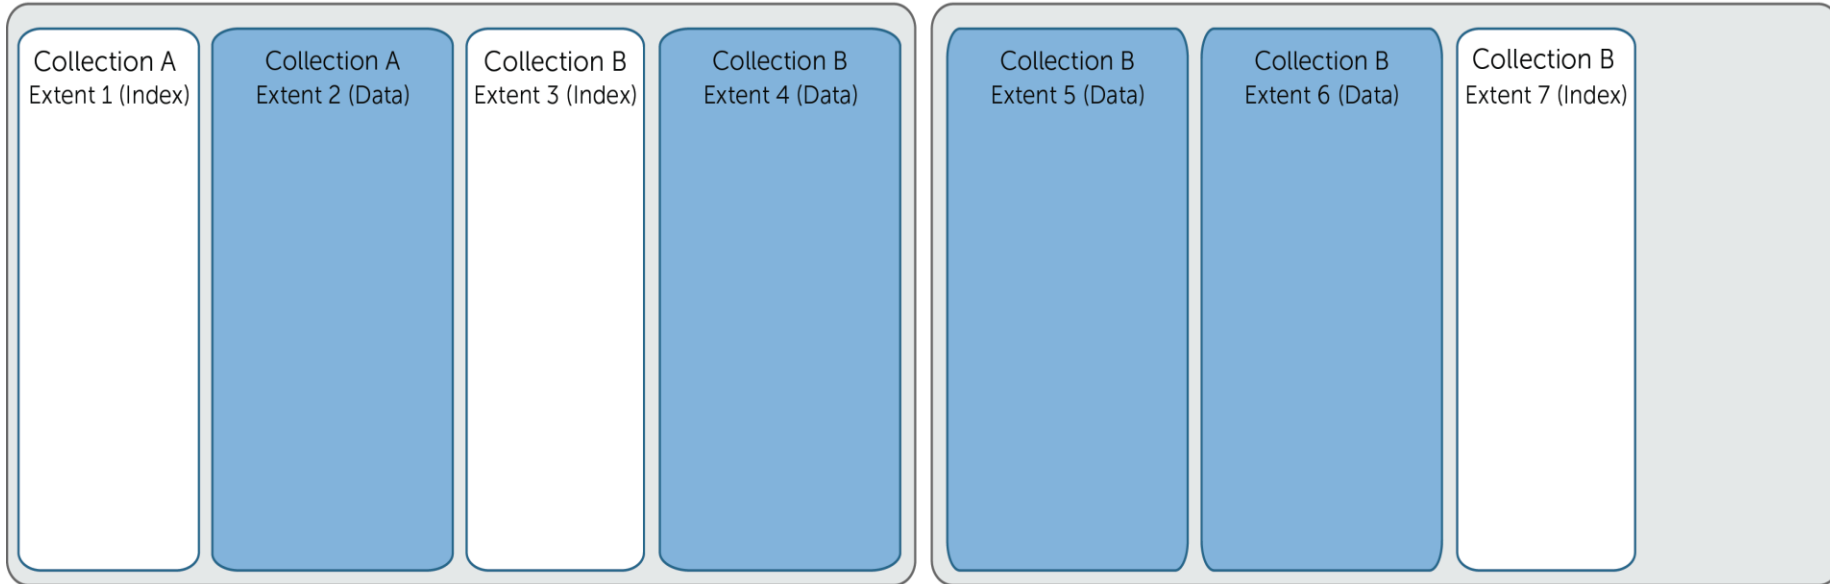 Collection A
Extent 1 (Index)
Collection A
Extent 2 (Data)
Collection B
Extent 3 (Index)
Collection B
Extent 4 (Data)
Collection B
Extent 5 (Data)
Collection B
Extent 6 (Data)
Collection B
Extent 7 (Index)